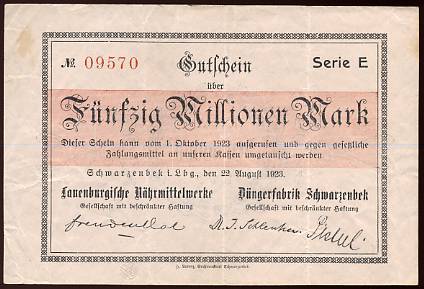 № 09570 Gutschein Serie E
über
Fünfzig Millionen Mark
Dieser Schein kann vom 1. Oktober 1923 aufgerufen und gegen gesetzliche
Zahlungsmittel an unseren Kassen umgetauscht werden
Schwarzenbek i. Lbg., den 22 August 1923.
Lauenburgische Nährmittelwerke Düngerfabrik Schwarzenbek
Gesellschaft mit beschränkter Haftung Gesellschaft mit beschränkter Haftung